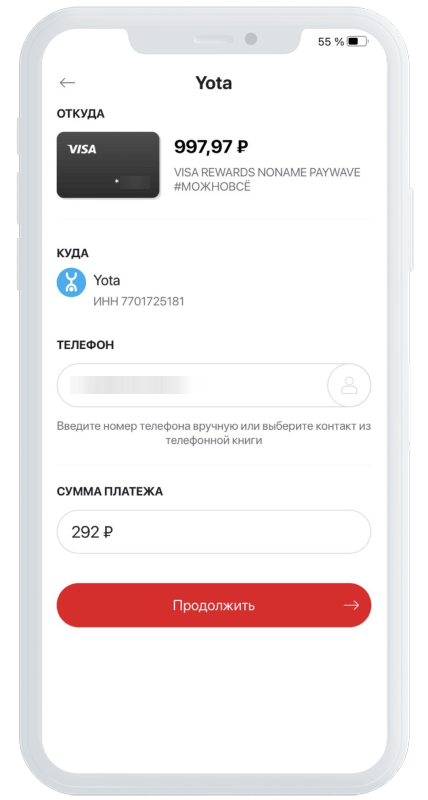 55 %
Yota
ОТКУДА
VISA
997,97 ₽
VISA REWARDS NONAME PAYWAVE
#МОЖНОВСЁ
КУДА
Yota
ИНН 7701725181
ТЕЛЕФОН
Введите номер телефона вручную или выберите контакт из
телефонной книги
СУММА ПЛАТЕЖА
292 ₽
Продолжить